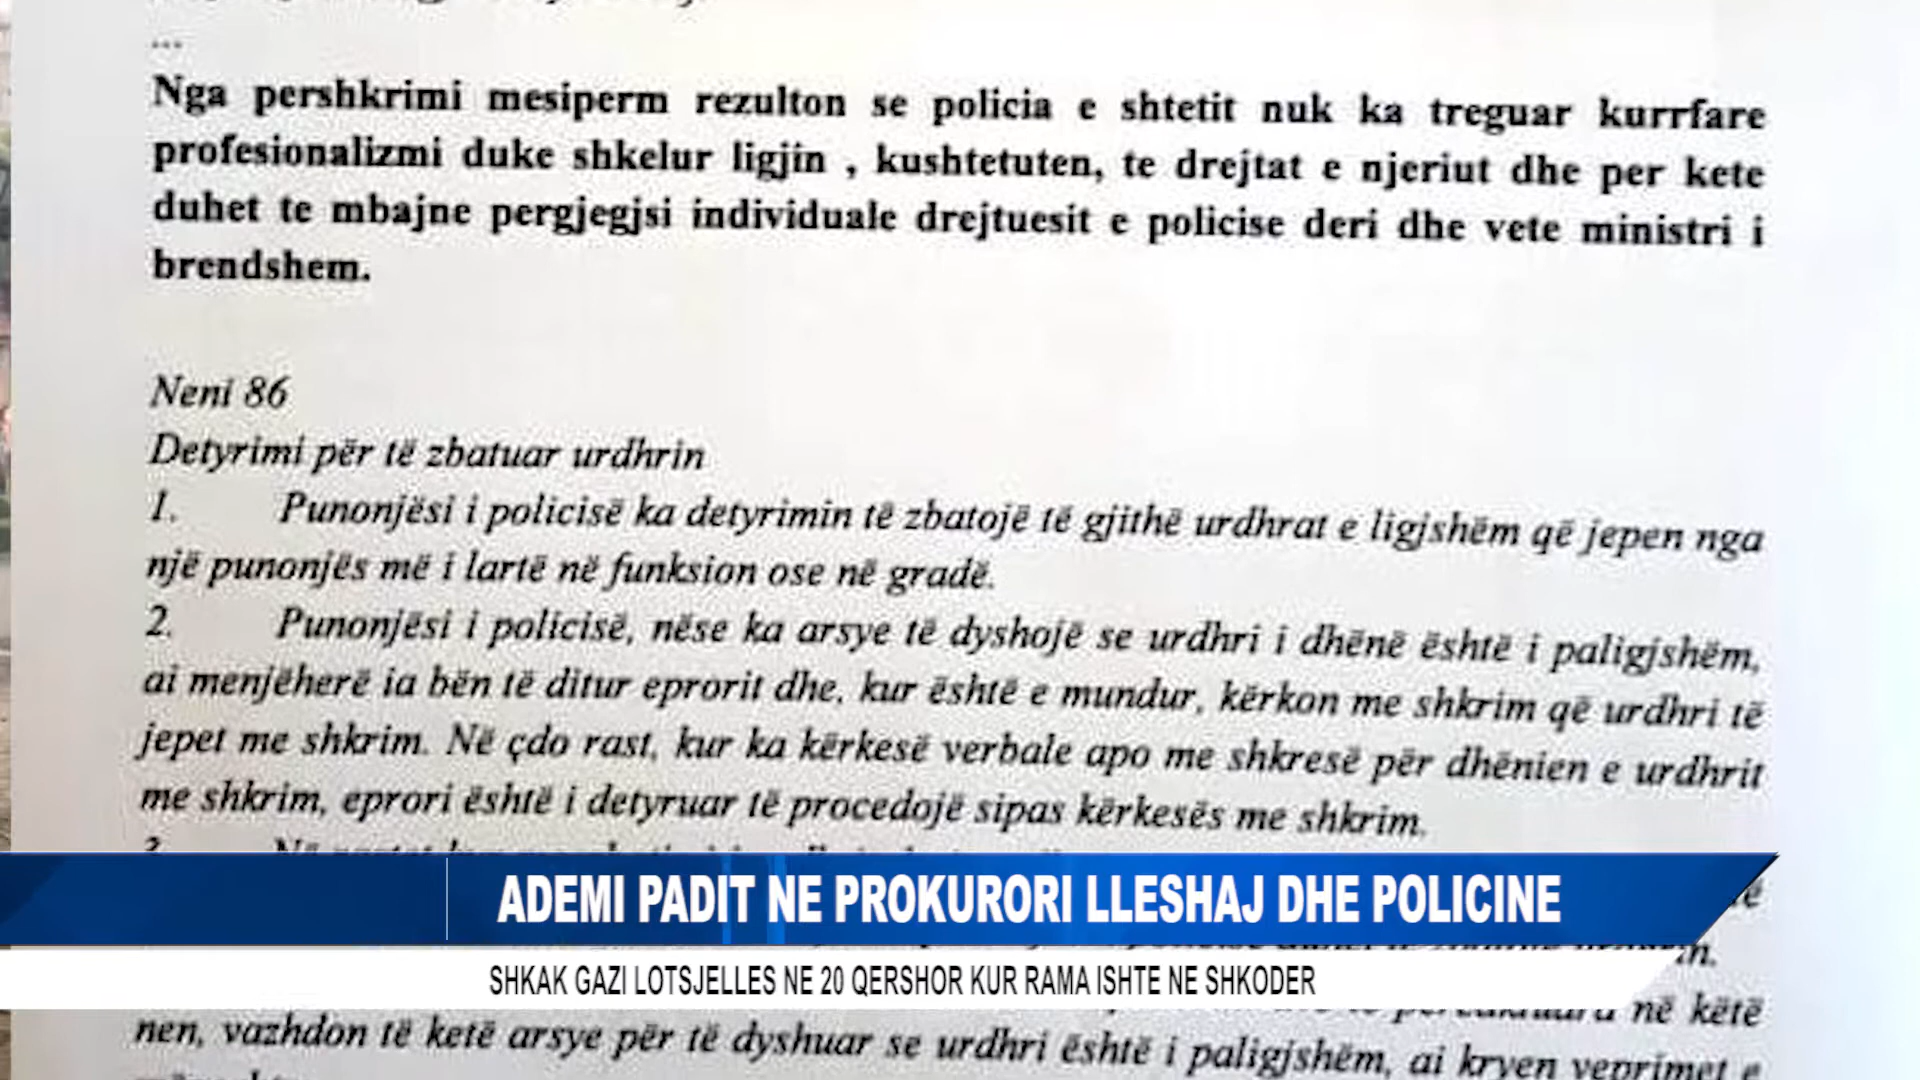 ...
Nga pershkrimi mesiperm rezulton se policia e shtetit nuk ka treguar kurrfare
profesionalizmi duke shkelur ligjin , kushtetuten, te drejtat e njeriut dhe per kete
duhet te mbajne pergjegjsi individuale drejtuesit e policise deri dhe vete ministri i
brendshem.
Neni 86
Detyrimi për të zbatuar urdhrin
1. Punonjësi i policisë ka detyrimin të zbatojë të gjithë urdhrat e ligjshëm që jepen nga
një punonjës më i lartë në funksion ose në gradë.
2. Punonjësi i policisë, nëse ka arsye të dyshojë se urdhri i dhënë është i paligjshëm,
ai menjëherë ia bën të ditur eprorit dhe, kur është e mundur, kërkon me shkrim që urdhri të
jepet me shkrim. Në çdo rast, kur ka kërkesë verbale apo me shkresë për dhënien e urdhrit
me shkrim, eprori është i detyruar të procedojë sipas kërkesës me shkrim.
ADEMI PADIT NE PROKURORI LLESHAJ DHE POLICINE
SHKAK GAZI LOTSJELLES NE 20 QERSHOR KUR RAMA ISHTE NE SHKODER
në këtë
nen, vazhdon të ketë arsye për të dyshuar se urdhri është i paligjshëm, ai kryen veprimet e